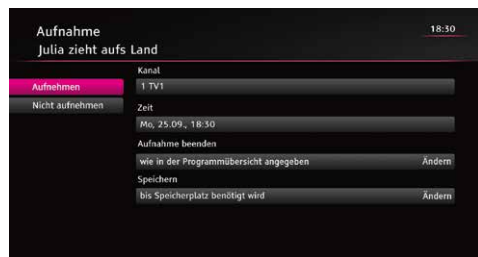 Aufnahme
18:30
Julia zieht aufs Land
Kanal
Aufnehmen
1 TV1
Nicht aufnehmen
Zeit
Mo, 25.09., 18:30
Aufnahme beenden
wie in der Programmübersicht angegeben Ändern
Speichern
bis Speicherplatz benötigt wird Ändern